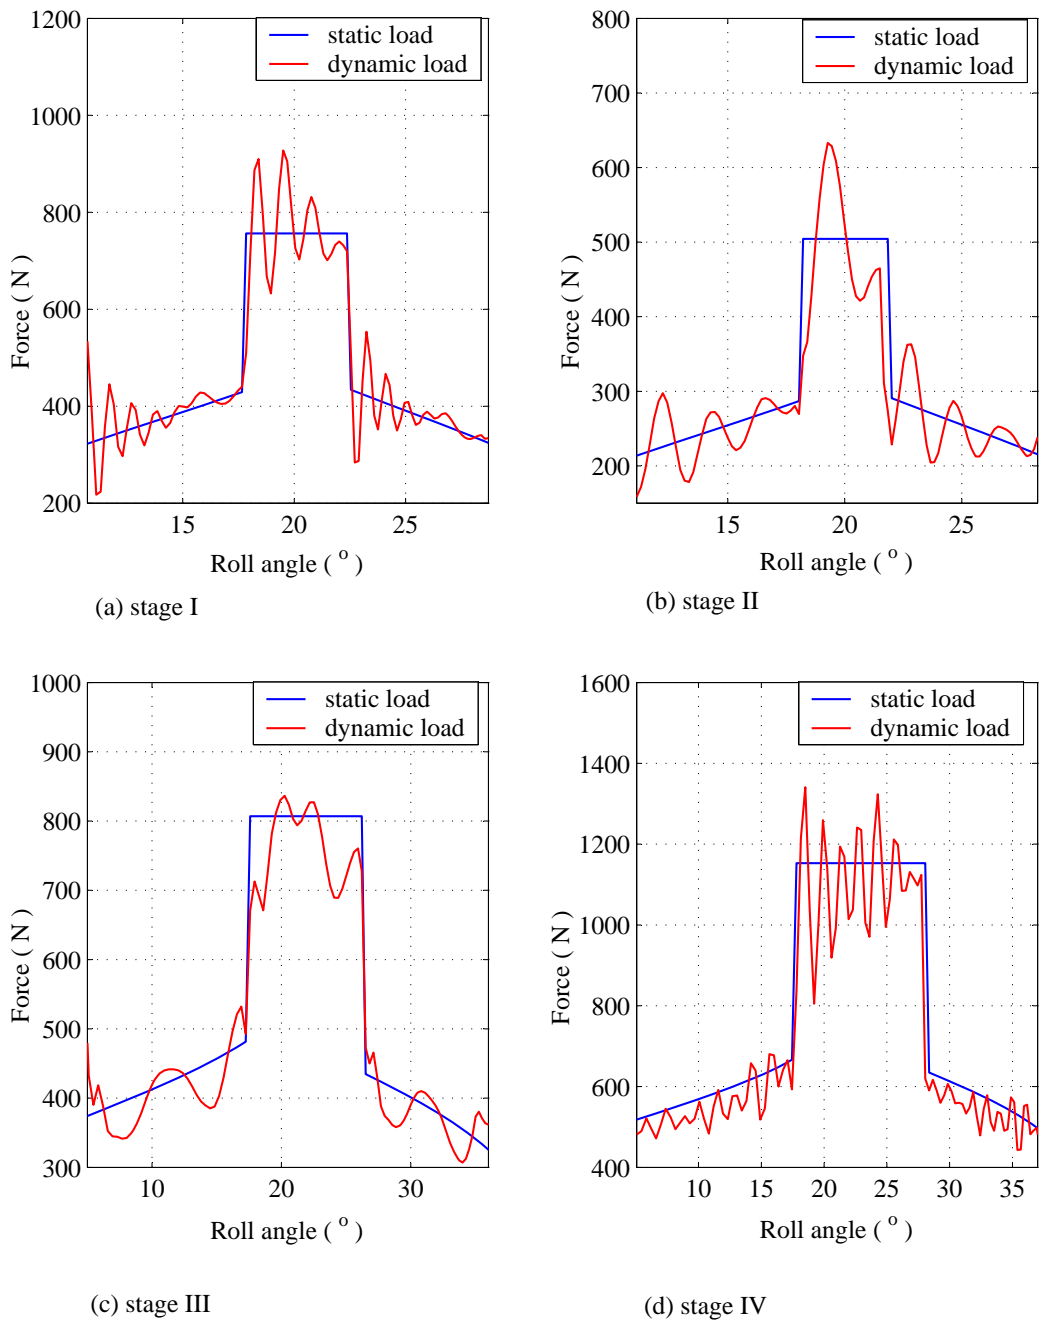 1200
1000
800
600
400
200
Force ( N )
static load
dynamic load
15
20
25
Roll angle ( o )
(a) stage I
800
700
600
500
400
300
200
Force ( N )
static load
dynamic load
15
20
25
Roll angle ( o )
(b) stage II
1000
900
800
700
600
500
400
300
Force ( N )
static load
dynamic load
10
20
30
Roll angle ( o )
(c) stage III
1600
1400
1200
1000
800
600
400
Force ( N )
static load
dynamic load
10
15
20
25
30
35
Roll angle ( o )
(d) stage IV